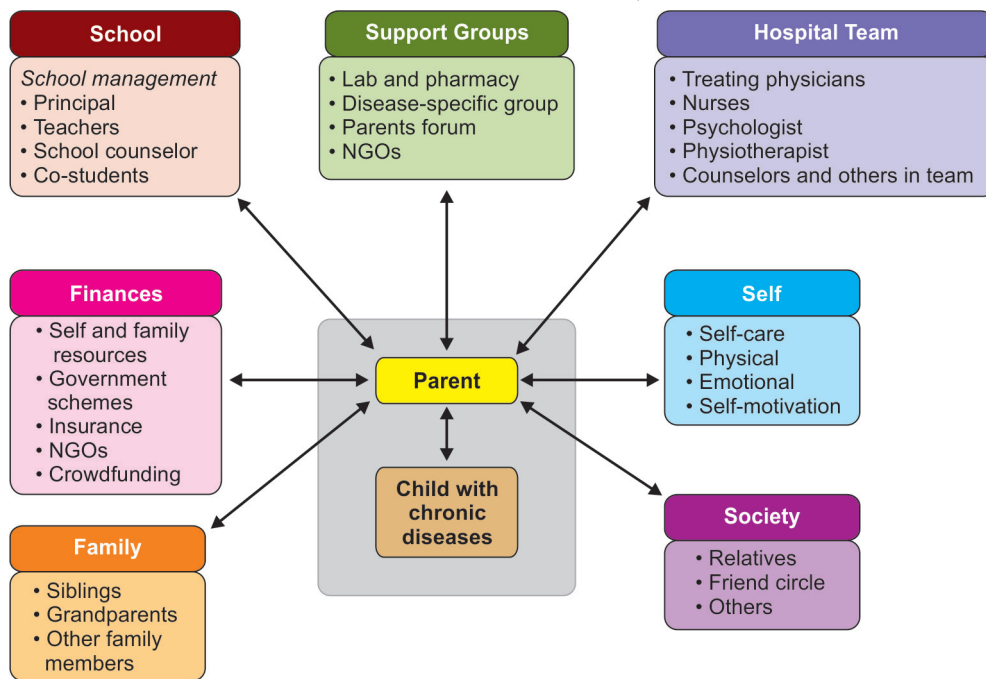 School
School management
• Principal
• Teachers
• School counselor
• Co-students
Support Groups
• Lab and pharmacy
• Disease-specific group
• Parents forum
• NGOs
Hospital Team
• Treating physicians
• Nurses
• Psychologist
• Physiotherapist
• Counselors and others in team
Finances
• Self and family
resources
• Government
schemes
• Insurance
• NGOs
• Crowdfunding
Parent
Child with
chronic
diseases
Self
• Self-care
• Physical
• Emotional
• Self-motivation
Family
• Siblings
• Grandparents
• Other family
members
Society
• Relatives
• Friend circle
• Others